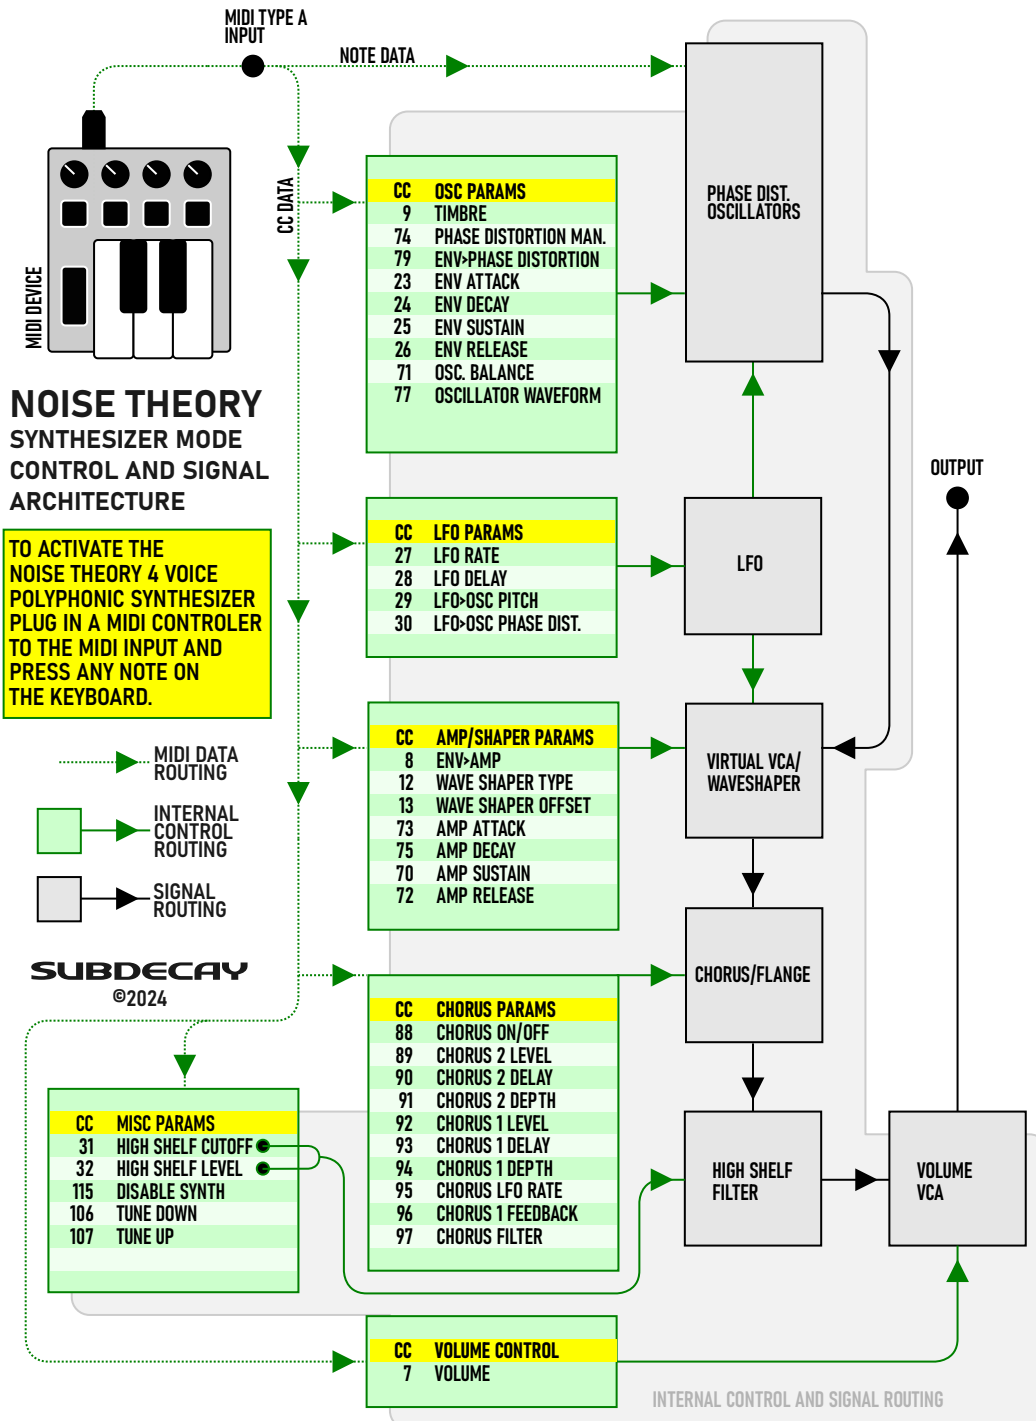 MIDI TYPE A
INPUT
NOTE DATA
CC DATA
MIDI DEVICE
NOISE THEORY
SYNTHESIZER MODE
CONTROL AND SIGNAL
ARCHITECTURE
TO ACTIVATE THE
NOISE THEORY 4 VOICE
POLYPHONIC SYNTHESIZER
PLUG IN A MIDI CONTROLER
TO THE MIDI INPUT AND
PRESS ANY NOTE ON
THE KEYBOARD.
MIDI DATA
ROUTING
INTERNAL
CONTROL
ROUTING
SIGNAL
ROUTING
SUBDECAY
©2024
CC OSC PARAMS
9 TIMBRE
74 PHASE DISTORTION MAN.
79 ENV>PHASE DISTORTION
23 ENV ATTACK
24 ENV DECAY
25 ENV SUSTAIN
26 ENV RELEASE
71 OSC. BALANCE
77 OSCILLATOR WAVEFORM
CC LFO PARAMS
27 LFO RATE
28 LFO DELAY
29 LFO>OSC PITCH
30 LFO>OSC PHASE DIST.
CC AMP/SHAPER PARAMS
8 ENV>AMP
12 WAVE SHAPER TYPE
13 WAVE SHAPER OFFSET
73 AMP ATTACK
75 AMP DECAY
70 AMP SUSTAIN
72 AMP RELEASE
CC CHORUS PARAMS
88 CHORUS ON/OFF
89 CHORUS 2 LEVEL
90 CHORUS 2 DELAY
91 CHORUS 2 DEPTH
92 CHORUS 1 LEVEL
93 CHORUS 1 DELAY
94 CHORUS 1 DEPTH
95 CHORUS LFO RATE
96 CHORUS 1 FEEDBACK
97 CHORUS FILTER
CC MISC PARAMS
31 HIGH SHELF CUTOFF
32 HIGH SHELF LEVEL
115 DISABLE SYNTH
106 TUNE DOWN
107 TUNE UP
CC VOLUME CONTROL
7 VOLUME
PHASE DIST.
OSCILLATORS
LFO
VIRTUAL VCA/
WAVESHAPER
CHORUS/FLANGE
HIGH SHELF
FILTER
VOLUME
VCA
OUTPUT
INTERNAL CONTROL AND SIGNAL ROUTING